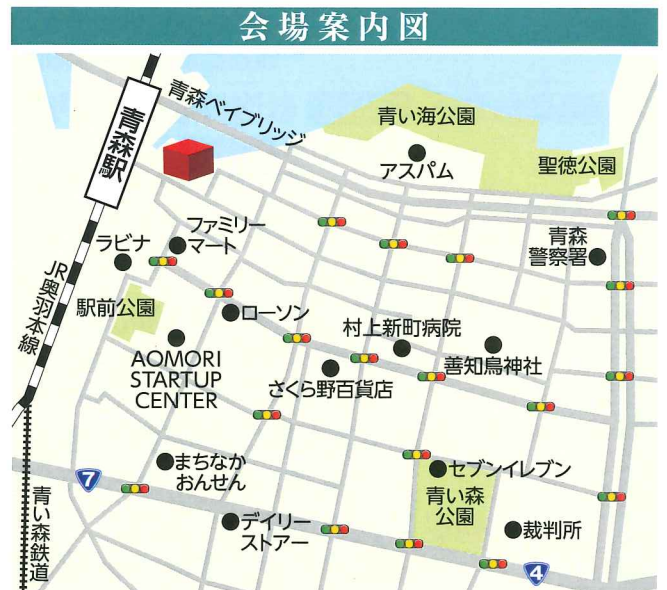 会場案内図
青森ベイブリッジ
青森駅
青い海公園
アスパム
聖徳公園
ファミリー
マート
ラビナ
青森
警察署
JR奥羽本線
駅前公園
ローソン
村上新町病院
善知鳥神社
AOMORI
STARTUP
CENTER
さくら野百貨店
まちなか
おんせん
セブンイレブン
青い森
公園
7
青い森鉄道
デイリー
ストアー
裁判所
4